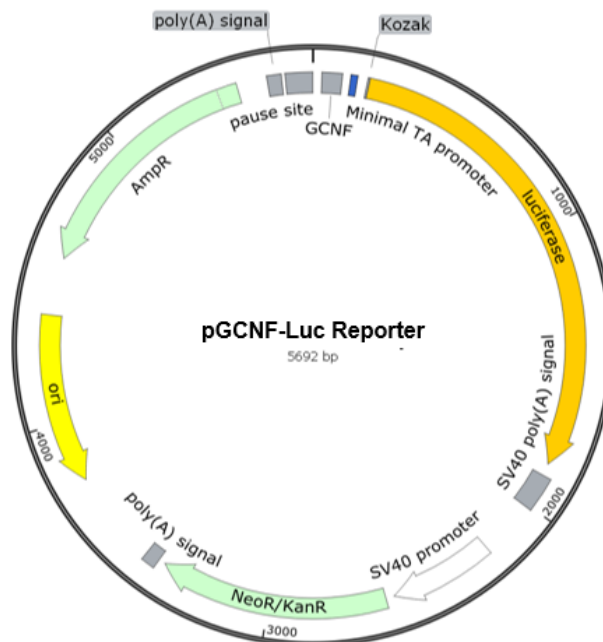 poly(A) signal
Kozak
pause site
GCNF
Minimal TA promoter
luciferase
1000
SV40 poly(A) signal
2000
SV40 promoter
3000
NeoR/KanR
poly(A) signal
4000
ori
AmpR
5000
pGCNF-Luc Reporter
5692 bp